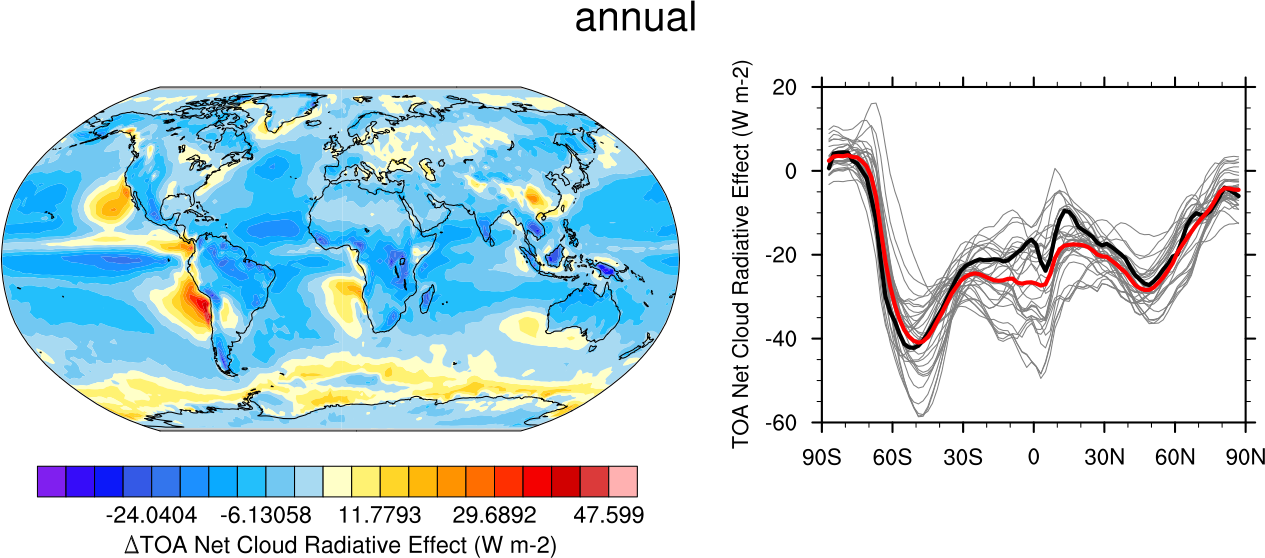 annual
-24.0404 -6.13058 11.7793 29.6892 47.599
ΔTOA Net Cloud Radiative Effect (W m-2)
TOA Net Cloud Radiative Effect (W m-2)
20
0
-20
-40
-60
90S 60S 30S 0 30N 60N 90N